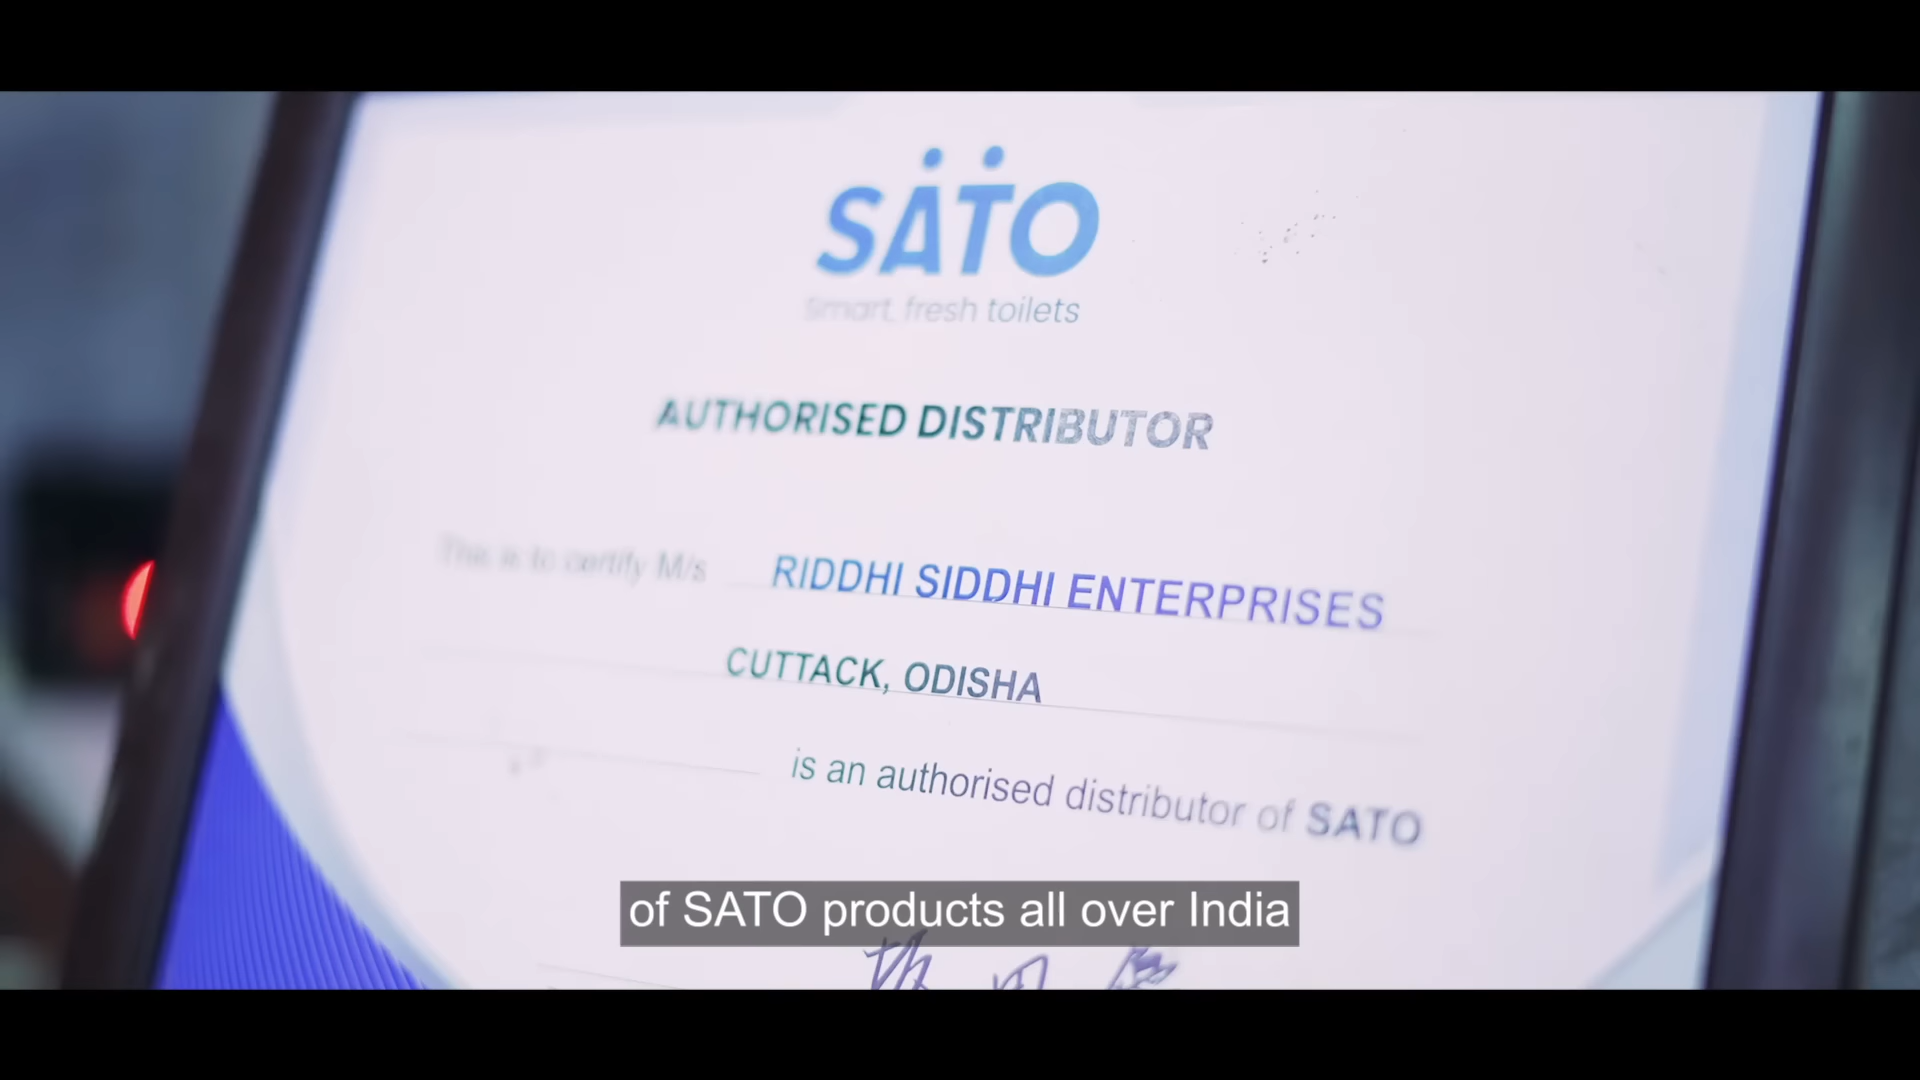 SATO
Smart, fresh toilets
AUTHORISED DISTRIBUTOR
This is to certify M/s RIDDHI SIDDHI ENTERPRISES
CUTTACK, ODISHA
is an authorised distributor of SATO
of SATO products all over India